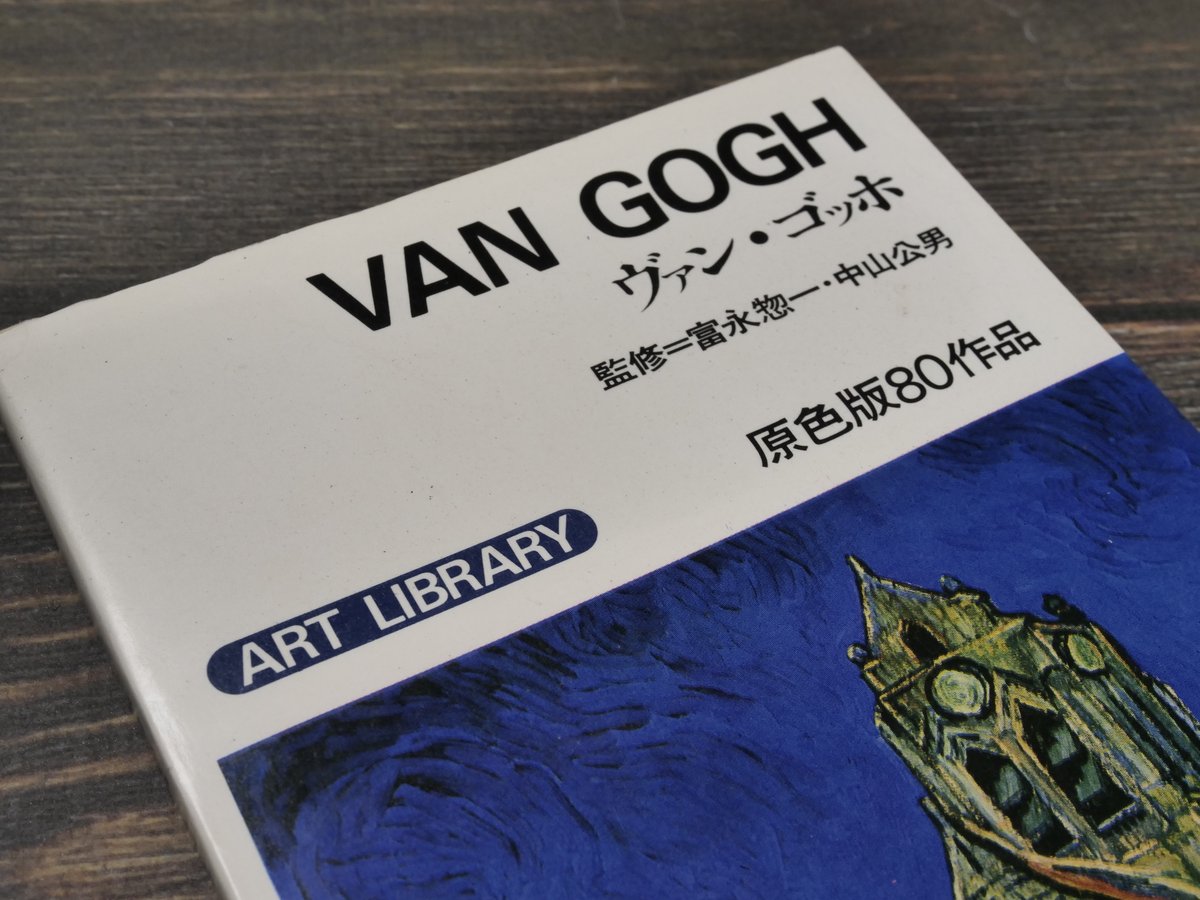 VAN GOGH
ヴァン・ゴッホ
監修=富永惣一・中山公男
原色版80作品
ART LIBRARY